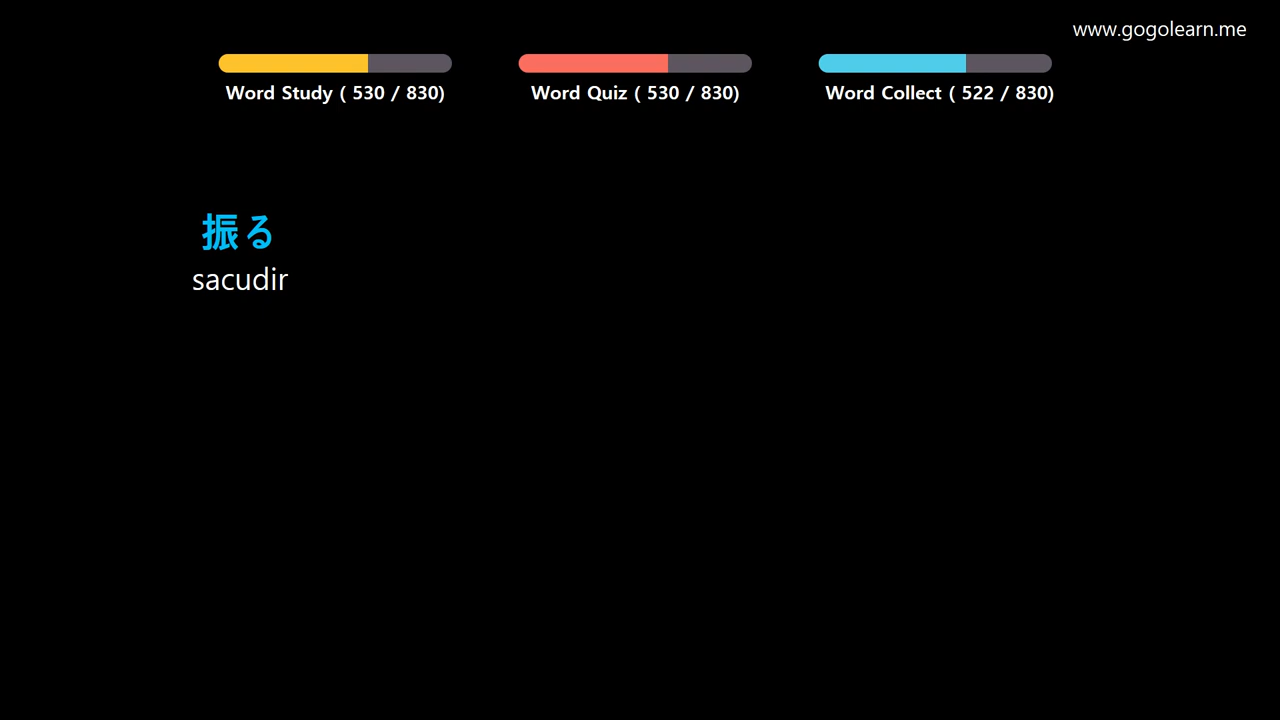 www.gogolearn.me
Word Study ( 530 / 830)
Word Quiz ( 530 / 830)
Word Collect ( 522 / 830)
振る
sacudir